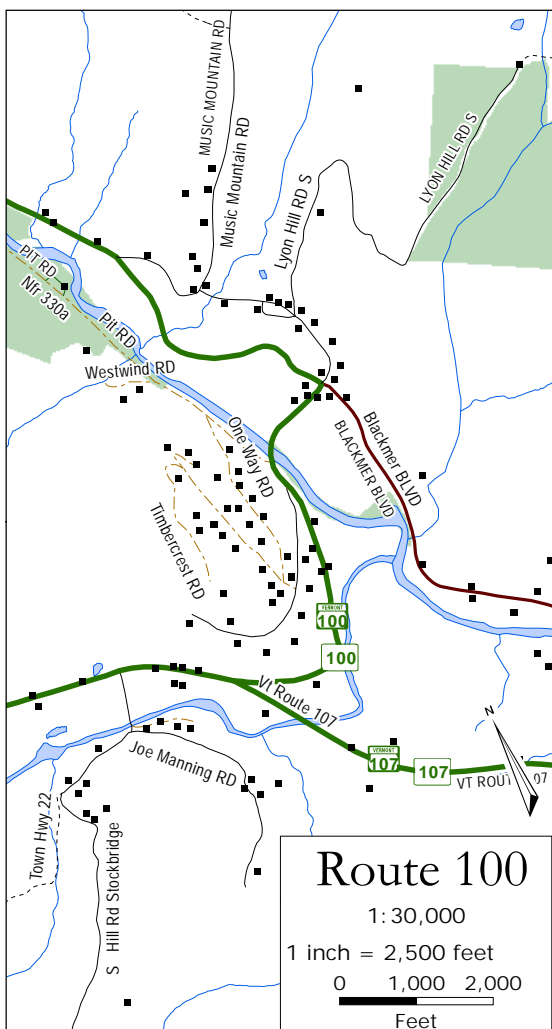 MUSIC MOUNTAIN RD
Music Mountain RD
LYON HILL RD S
Lyon Hill RD S
PIT RD
Nfr 330a
Pit RD
Westwind RD
One Way RD
Blackmer BLVD
BLACKMER BLVD
Timbercrest RD
VERMONT
100
100
Vt Route 107
VERMONT
107
107
VT ROUTE 107
N
Joe Manning RD
Town Hwy 22
S Hill Rd Stockbridge
Route 100
1:30,000
1 inch = 2,500 feet
0 1,000 2,000
Feet